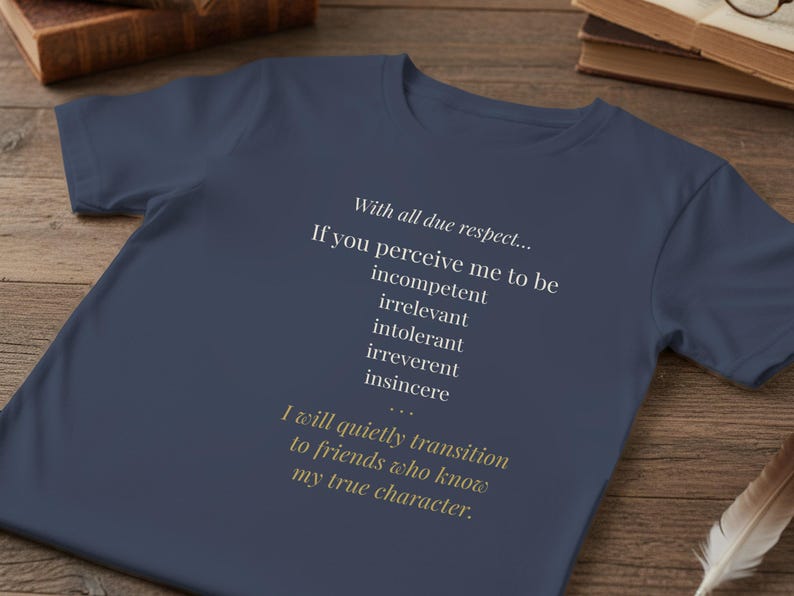 With all due respect...
If you perceive me to be
incompetent
irrelevant
intolerant
irreverent
insincere
...
I will quietly transition
to friends who know
my true character.